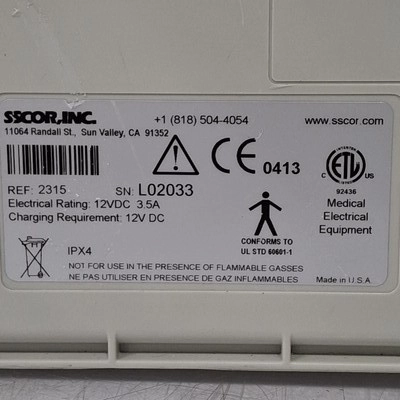 SSCOR, INC.
+1 (818) 504-4054
www.sscor.com
11064 Randall St., Sun Valley, CA 91352
CE 0413
INTERTEK
ETL
C US
92436
REF: 2315 SN: L02033
Electrical Rating: 12VDC 3.5A
Charging Requirement: 12V DC
Medical
Electrical
Equipment
CONFORMS TO
UL STD 60601-1
IPX4
NOT FOR USE IN THE PRESENCE OF FLAMMABLE GASSES
NE PAS UTILISER EN PRESENCE DE GAZ INFLAMMABLES
Made in U.S.A.